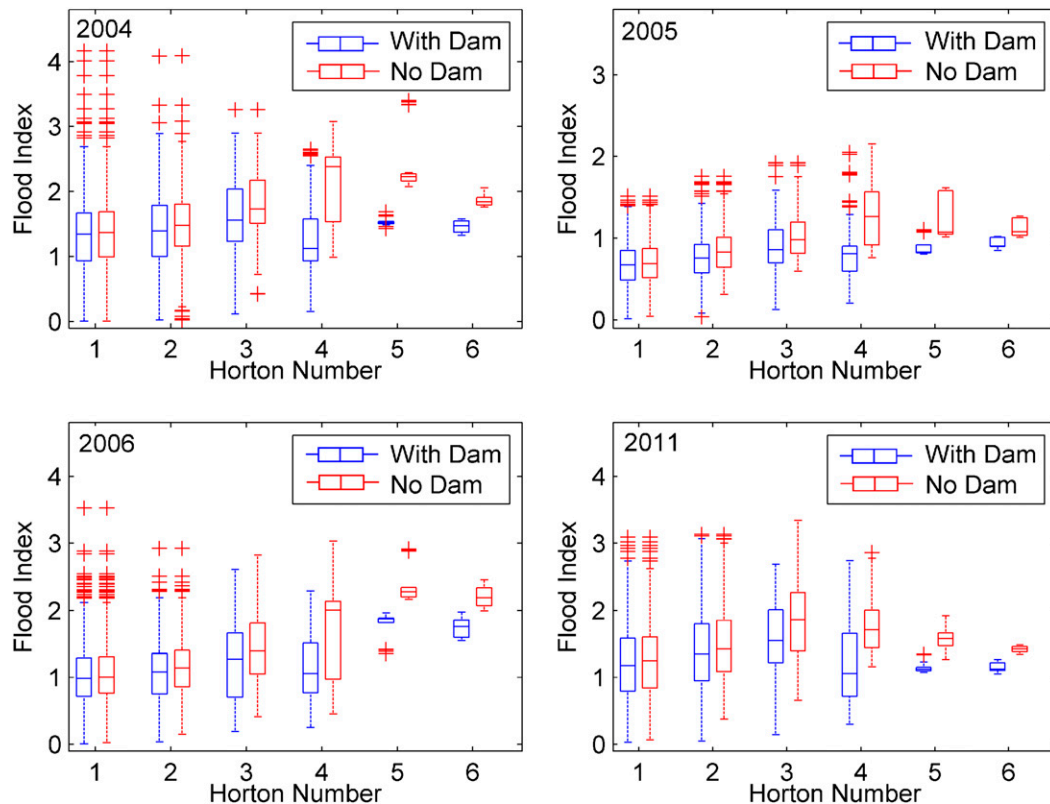 2004
With Dam
No Dam
4
3
2
1
0
Flood Index
1 2 3 4 5 6
Horton Number
2005
With Dam
No Dam
3
2
1
0
Flood Index
1 2 3 4 5 6
Horton Number
2006
With Dam
No Dam
4
3
2
1
0
Flood Index
1 2 3 4 5 6
Horton Number
2011
With Dam
No Dam
4
3
2
1
0
Flood Index
1 2 3 4 5 6
Horton Number